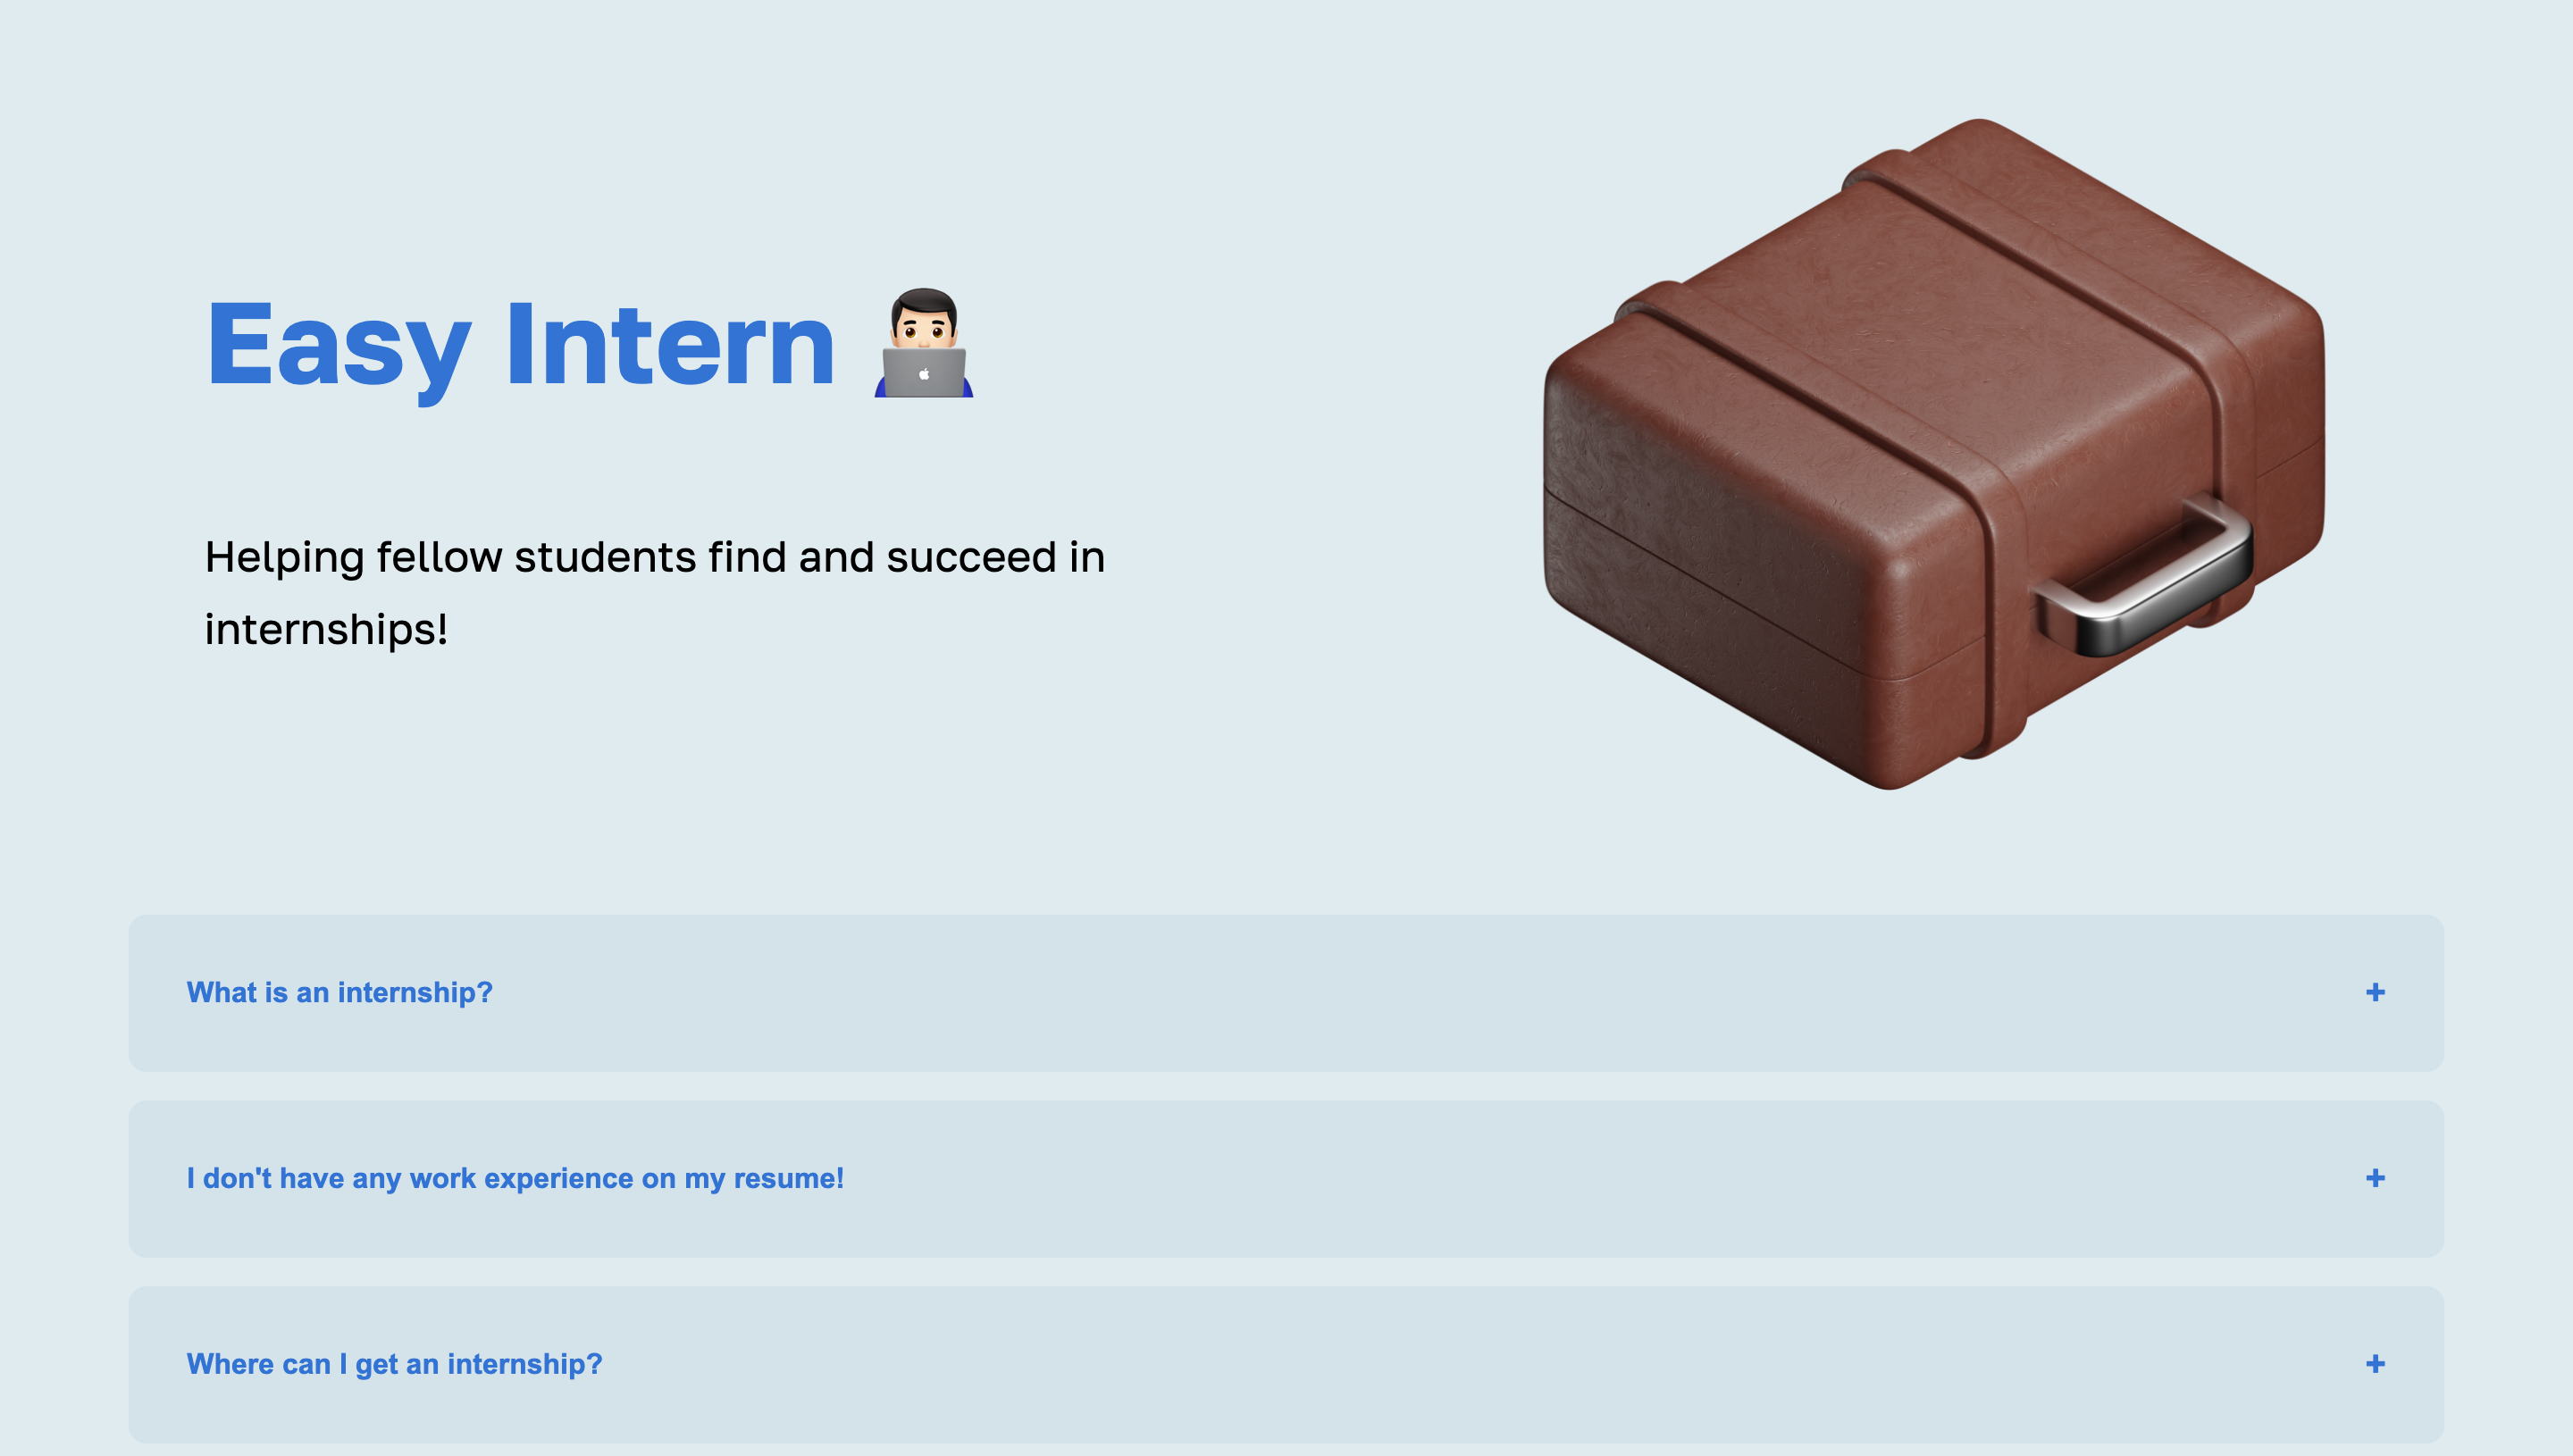 Easy Intern 👨🏻‍💻
Helping fellow students find and succeed in
internships!
What is an internship? +
I don't have any work experience on my resume! +
Where can I get an internship? +